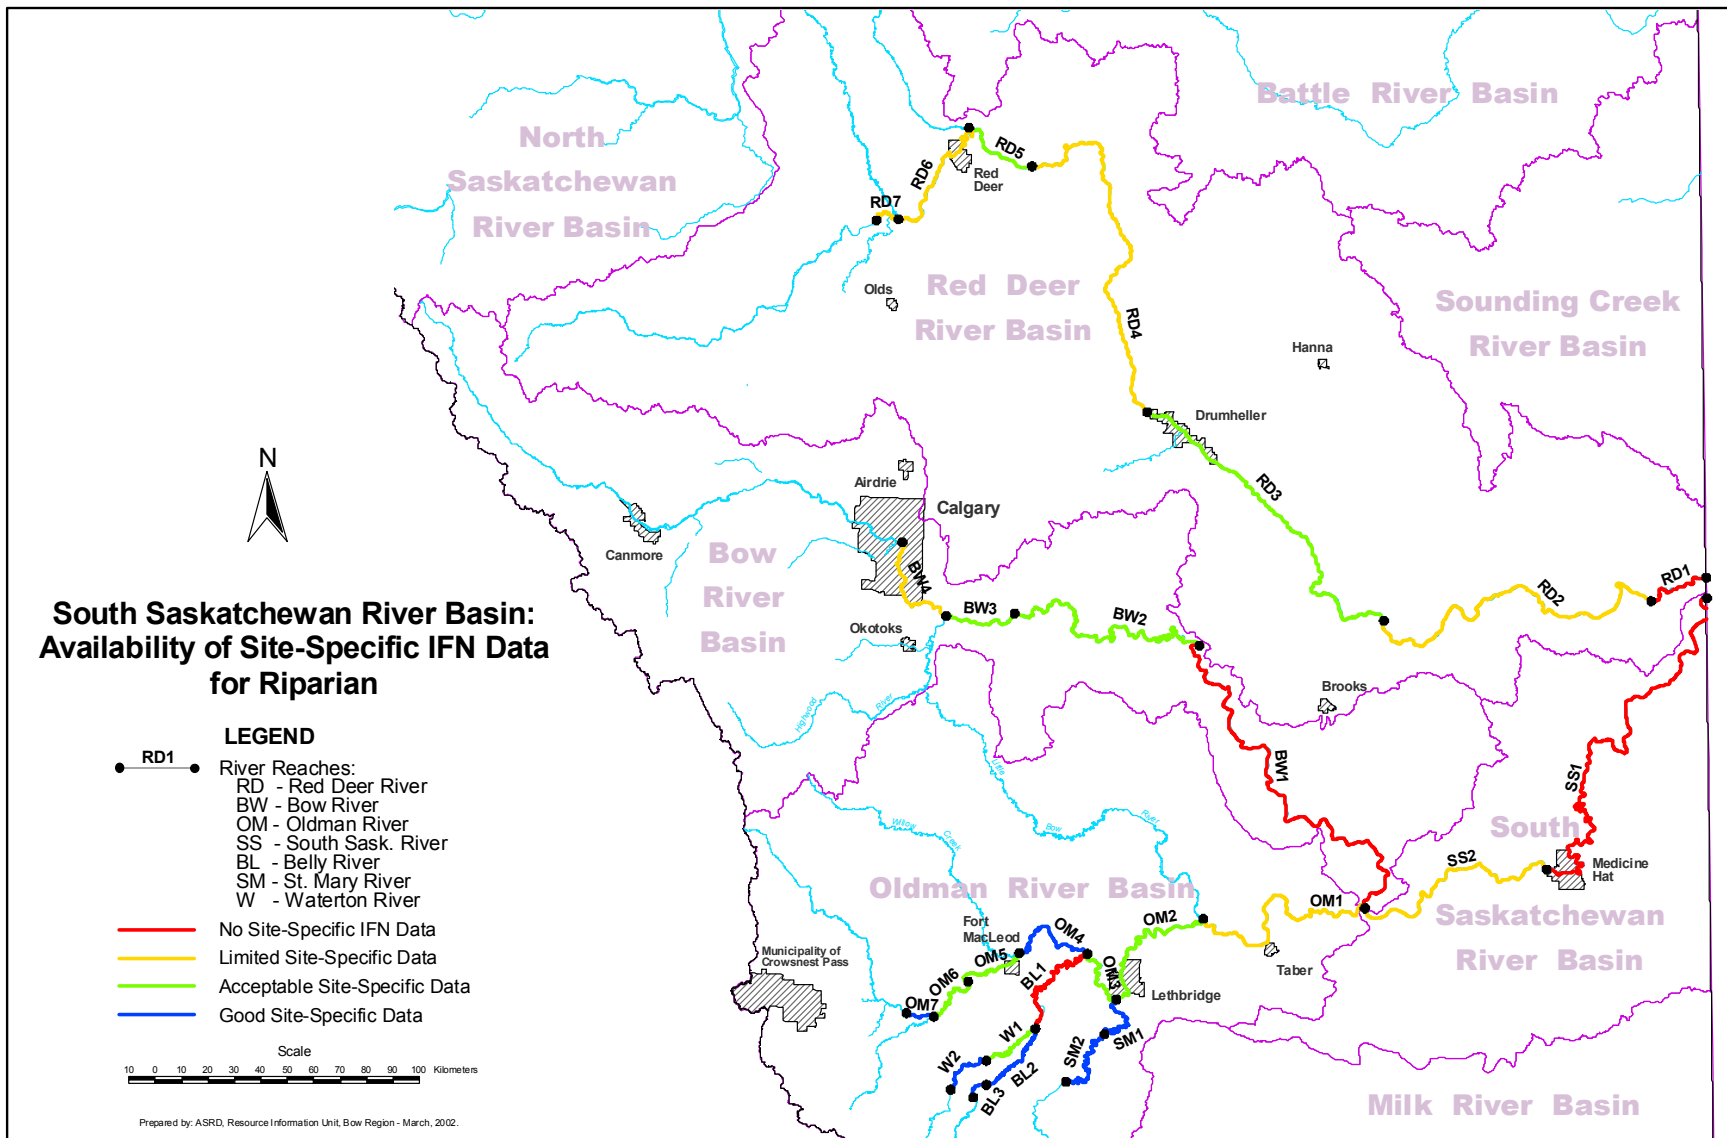 Battle River Basin
North
Saskatchewan
River Basin
RD5
Red
Deer
RD6
RD7
Olds
Red Deer
River Basin
RD4
Sounding Creek
River Basin
Hanna
Drumheller
RD3
Airdrie
Calgary
Canmore
Bow
River
Basin
BW4
BW3
BW2
RD2
RD1
Okotoks
Highwood
River
Brooks
South Saskatchewan River Basin:
Availability of Site-Specific IFN Data
for Riparian
LEGEND
RD1
River Reaches:
RD - Red Deer River
BW - Bow River
OM - Oldman River
SS - South Sask. River
BL - Belly River
SM - St. Mary River
W - Waterton River
No Site-Specific IFN Data
Limited Site-Specific Data
Acceptable Site-Specific Data
Good Site-Specific Data
Scale
10 0 10 20 30 40 50 60 70 80 90 100 Kilometers
Prepared by: ASRD, Resource Information Unit, Bow Region - March, 2002.
N
Little
Bow
River
Willow
Creek
BW1
SS1
South
Saskatchewan
River Basin
SS2
Medicine
Hat
Oldman River Basin
OM1
OM2
Taber
Fort
MacLeod
OM4
OM5
OM3
OM6
OM7
BL1
Lethbridge
Municipality of
Crowsnest Pass
W1
W2
BL2
BL3
SM1
SM2
Milk River Basin